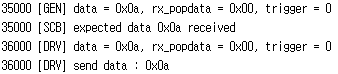 35000 [GEN] data = 0x0a, rx_popdata = 0x00, trigger = 0
35000 [SCB] expected data 0x0a received
36000 [DRV] data = 0x0a, rx_popdata = 0x00, trigger = 0
36000 [DRV] send data : 0x0a